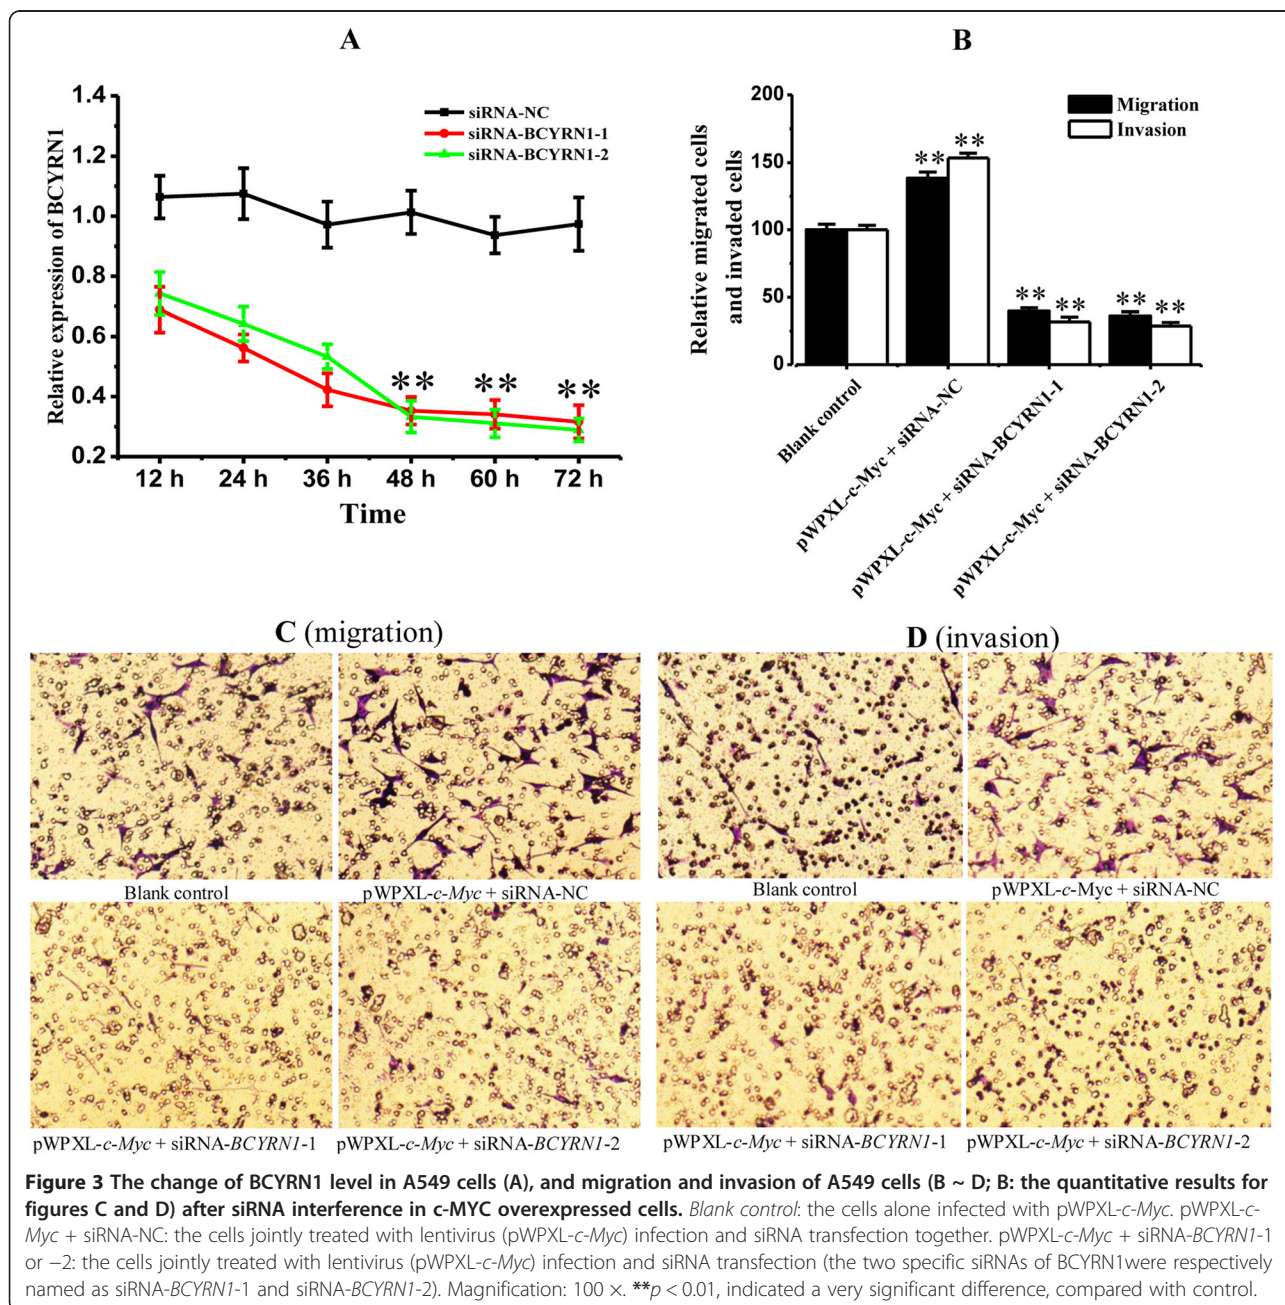 A
1.4
1.2
1.0
0.8
0.6
0.4
0.2
Relative expression of BCYRN1
siRNA-NC
siRNA-BCYRN1-1
siRNA-BCYRN1-2
** ** **
12 h 24 h 36 h 48 h 60 h 72 h
Time
B
200
150
100
50
0
Relative migrated cells
and invaded cells
Migration
Invasion
** **
** ** ** **
Blank control
pWPXL-c-Myc + siRNA-NC
pWPXL-c-Myc + siRNA-BCYRN1-1
pWPXL-c-Myc + siRNA-BCYRN1-2
C (migration)
Blank control pWPXL-c-Myc + siRNA-NC
pWPXL-c-Myc + siRNA-BCYRN1-1 pWPXL-c-Myc + siRNA-BCYRN1-2
D (invasion)
Blank control pWPXL-c-Myc + siRNA-NC
pWPXL-c-Myc + siRNA-BCYRN1-1 pWPXL-c-Myc + siRNA-BCYRN1-2
Figure 3 The change of BCYRN1 level in A549 cells (A), and migration and invasion of A549 cells (B ~ D; B: the quantitative results for
figures C and D) after siRNA interference in c-MYC overexpressed cells. Blank control: the cells alone infected with pWPXL-c-Myc. pWPXL-c-
Myc + siRNA-NC: the cells jointly treated with lentivirus (pWPXL-c-Myc) infection and siRNA transfection together. pWPXL-c-Myc + siRNA-BCYRN1-1
or −2: the cells jointly treated with lentivirus (pWPXL-c-Myc) infection and siRNA transfection (the two specific siRNAs of BCYRN1were respectively
named as siRNA-BCYRN1-1 and siRNA-BCYRN1-2). Magnification: 100 ×. **p < 0.01, indicated a very significant difference, compared with control.